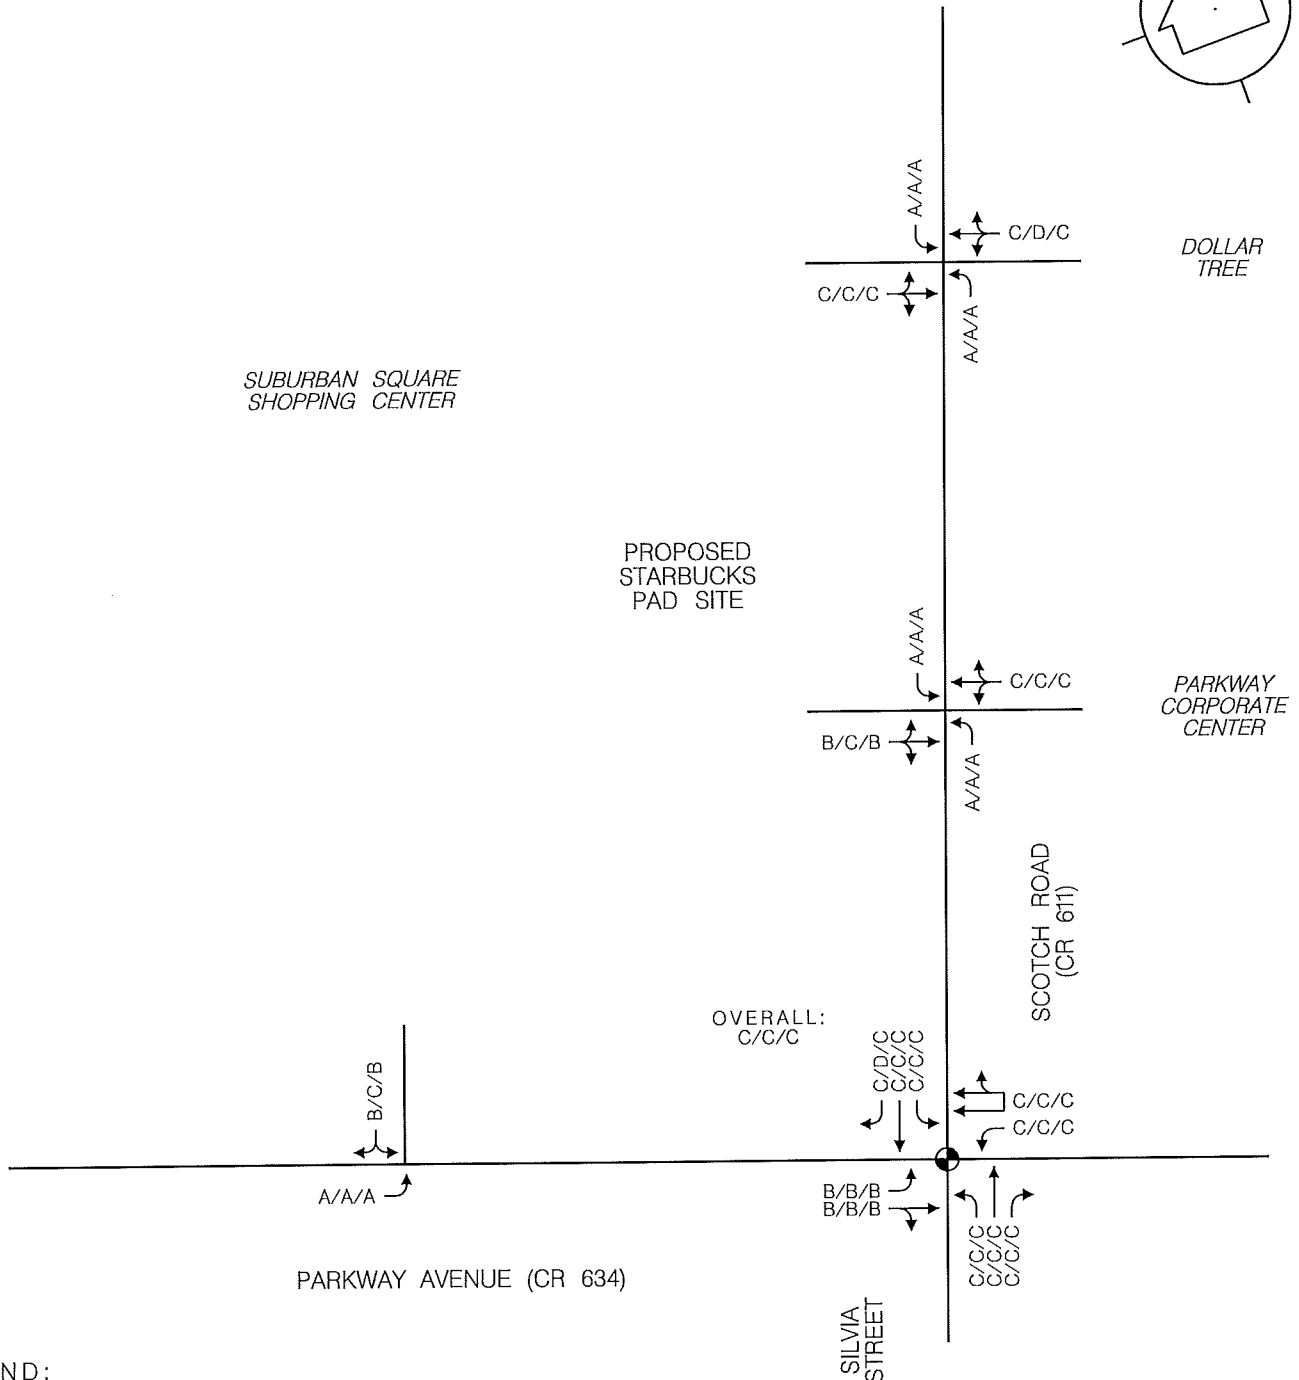 A/A/A
C/D/C
DOLLAR
TREE
C/C/C
A/A/A
SUBURBAN SQUARE
SHOPPING CENTER
PROPOSED
STARBUCKS
PAD SITE
A/A/A
C/C/C
PARKWAY
CORPORATE
CENTER
B/C/B
A/A/A
SCOTCH ROAD
(CR 611)
OVERALL:
C/C/C
C/D/C
C/C/C
C/C/C
B/C/B
C/C/C
C/C/C
A/A/A
B/B/B
B/B/B
C/C/C
C/C/C
C/C/C
PARKWAY AVENUE (CR 634)
SILVIA
STREET
ND: